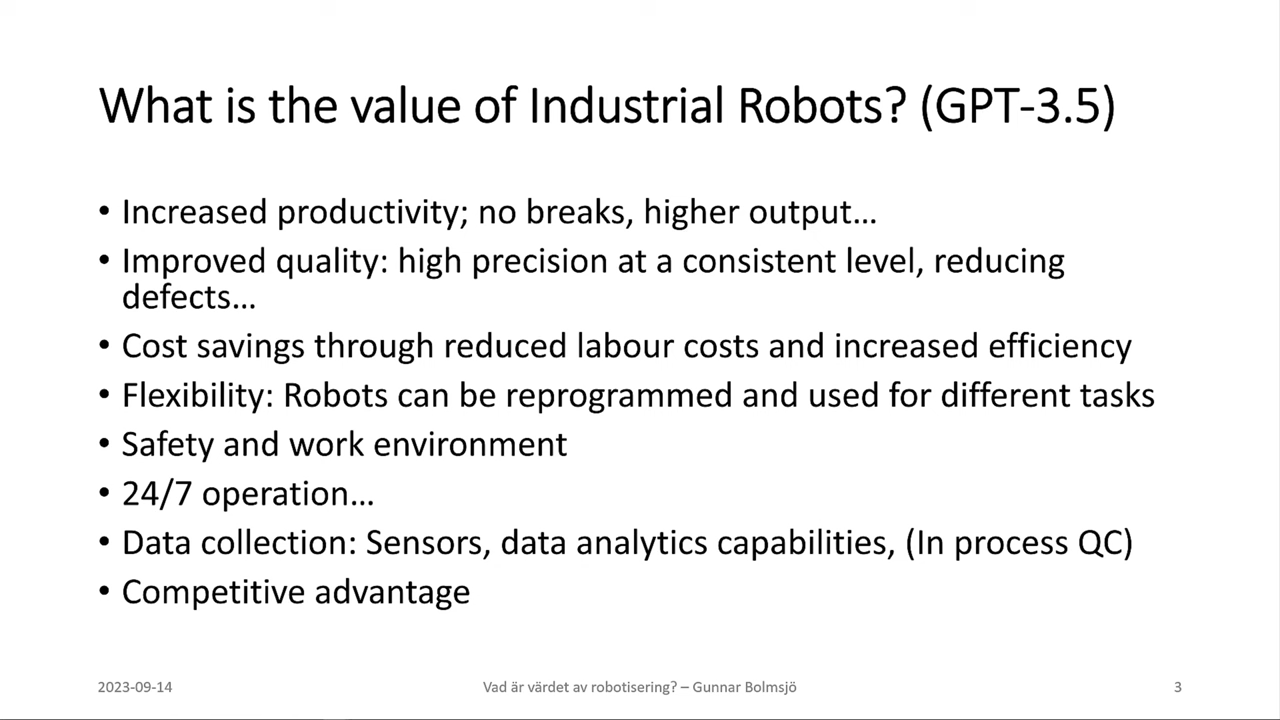 What is the value of Industrial Robots? (GPT-3.5)
• Increased productivity; no breaks, higher output…
• Improved quality: high precision at a consistent level, reducing
defects…
• Cost savings through reduced labour costs and increased efficiency
• Flexibility: Robots can be reprogrammed and used for different tasks
• Safety and work environment
• 24/7 operation…
• Data collection: Sensors, data analytics capabilities, (In process QC)
• Competitive advantage
2023-09-14
Vad är värdet av robotisering? – Gunnar Bolmsjö
3